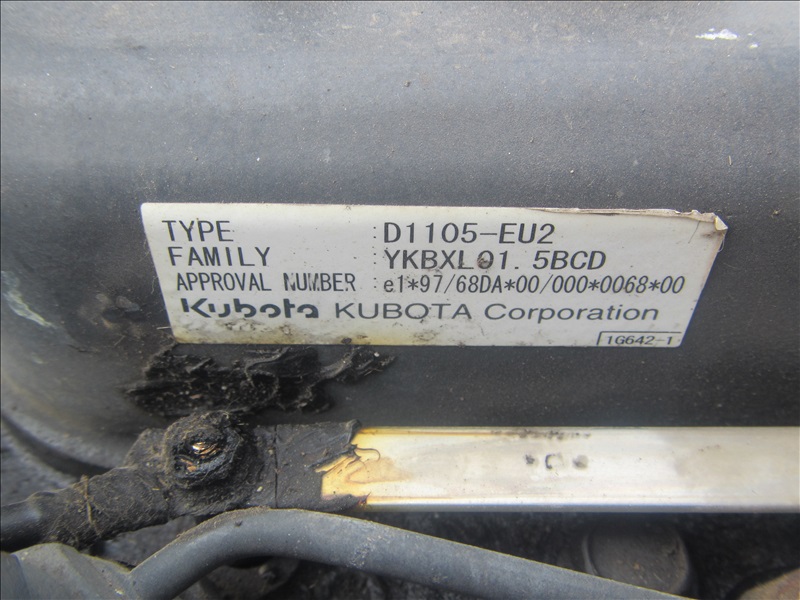 TYPE : D1105-EU2
FAMILY : YKBXL01.5BCD
APPROVAL NUMBER : e1*97/68DA*00/000*0068*00
Kubota KUBOTA Corporation
1G642-1